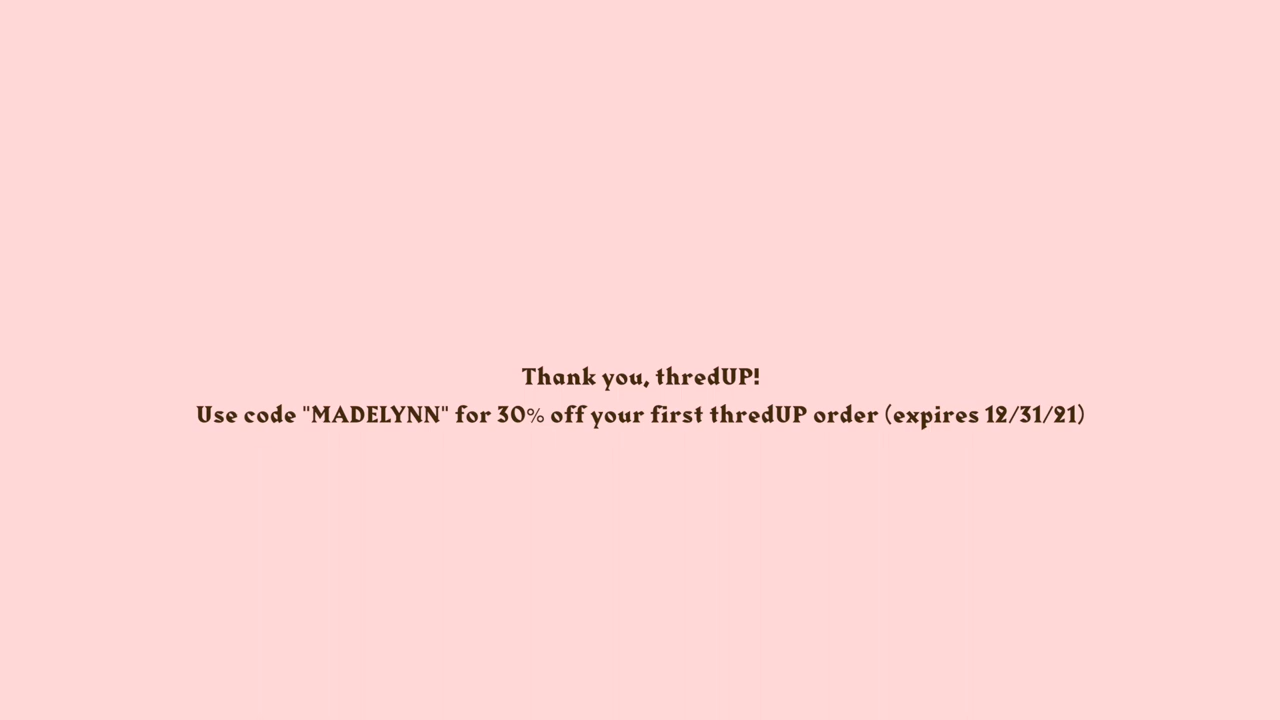 Thank you, thredUP!
Use code "MADELYNN" for 30% off your first thredUP order (expires 12/31/21)